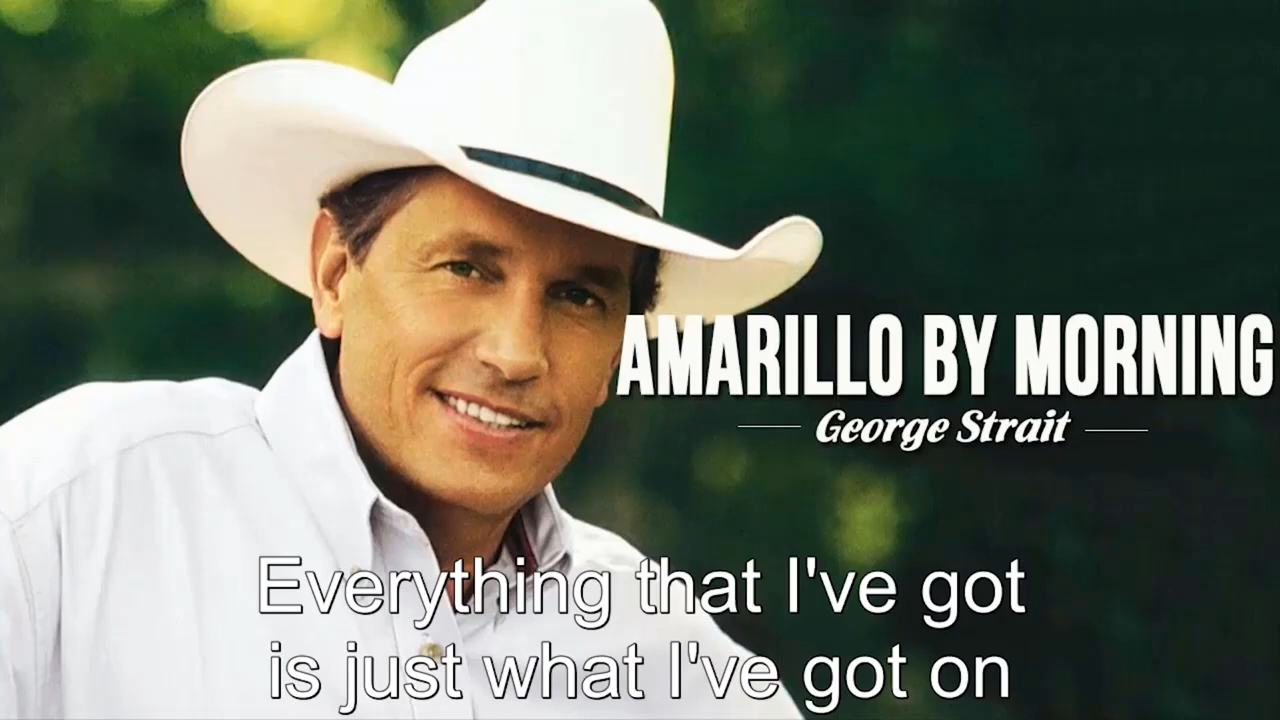 AMARILLO BY MORNING
George Strait
Everything that I've got
is just what I've got on